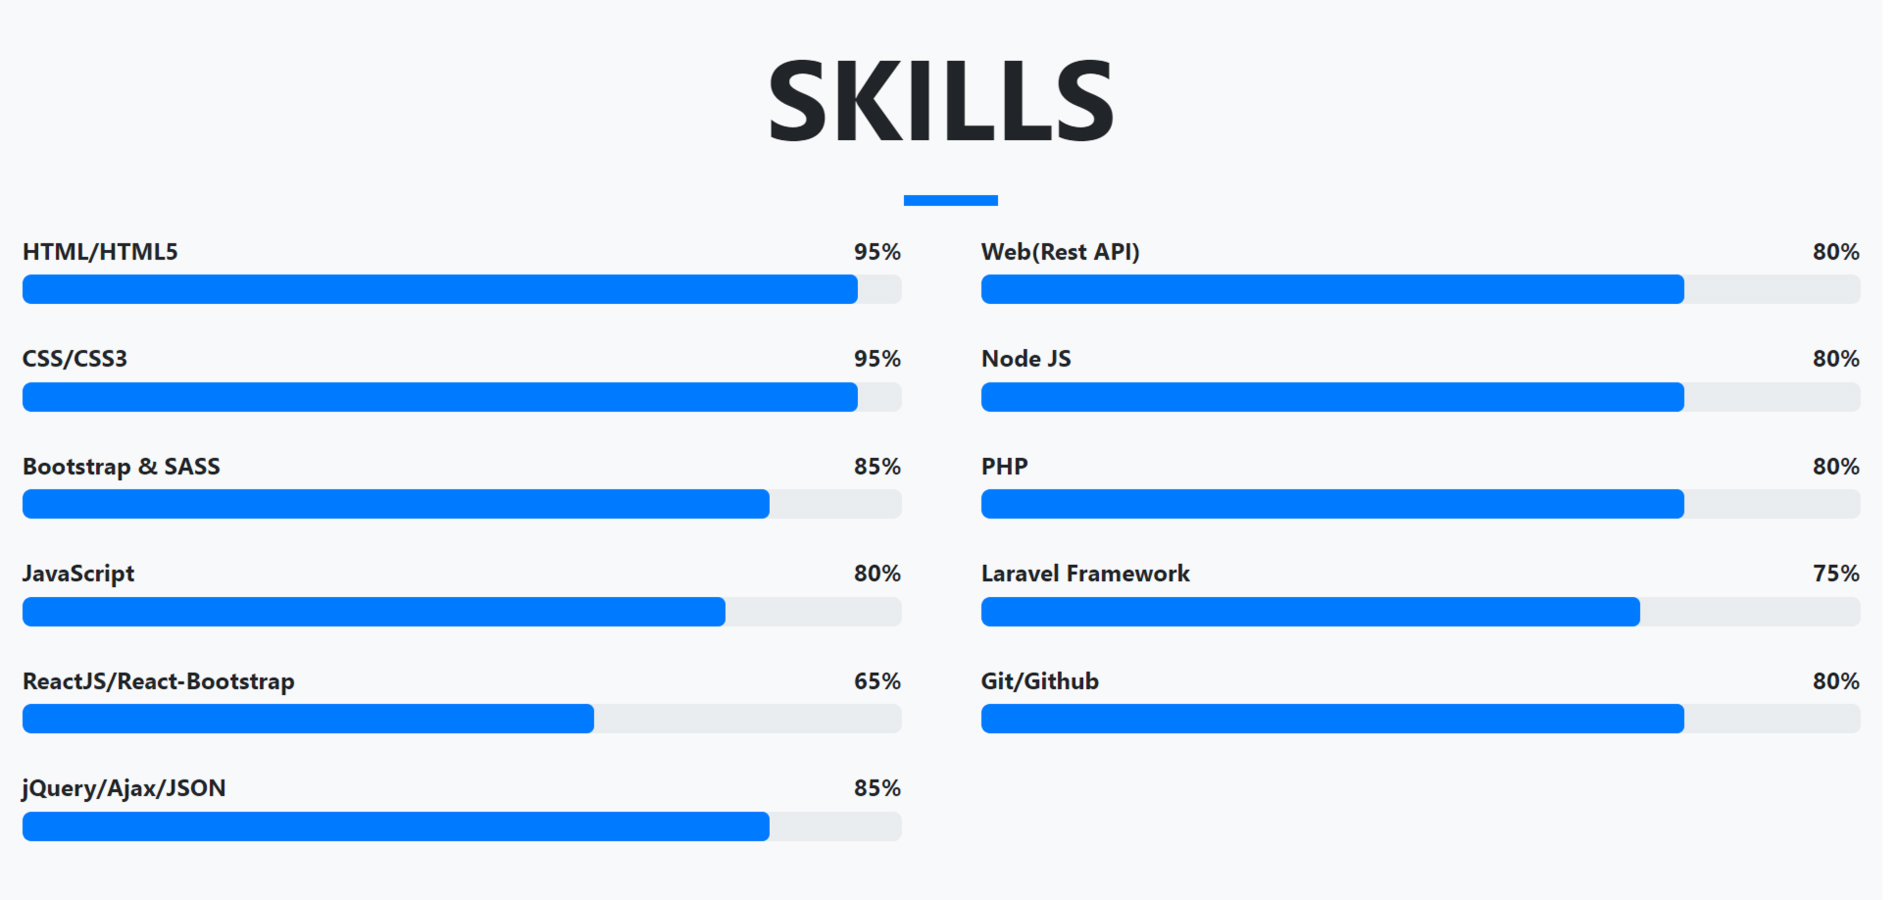 SKILLS
HTML/HTML5 95%
CSS/CSS3 95%
Bootstrap & SASS 85%
JavaScript 80%
ReactJS/React-Bootstrap 65%
jQuery/Ajax/JSON 85%
Web(Rest API) 80%
Node JS 80%
PHP 80%
Laravel Framework 75%
Git/Github 80%